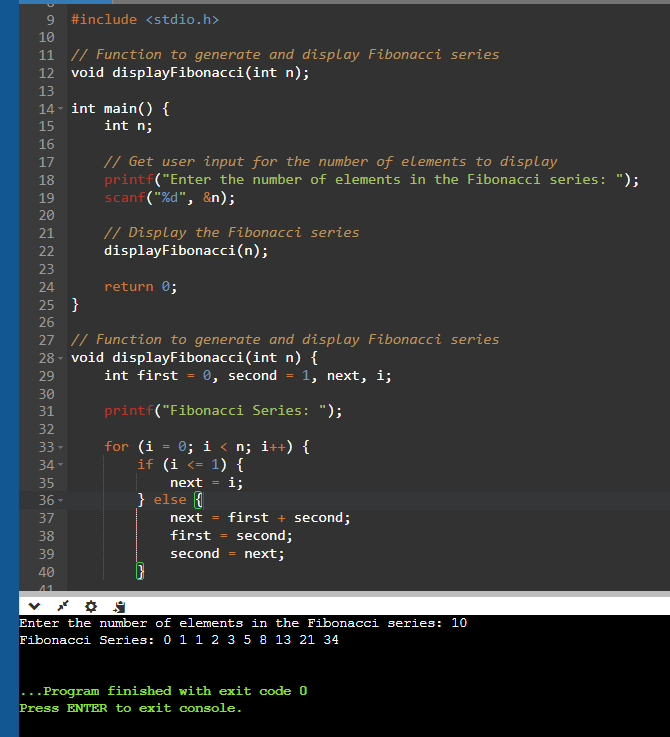 9 #include <stdio.h>
10
11 // Function to generate and display Fibonacci series
12 void displayFibonacci(int n);
13
14 int main() {
15     int n;
16
17     // Get user input for the number of elements to display
18     printf("Enter the number of elements in the Fibonacci series: ");
19     scanf("%d", &n);
20
21     // Display the Fibonacci series
22     displayFibonacci(n);
23
24     return 0;
25 }
26
27 // Function to generate and display Fibonacci series
28 void displayFibonacci(int n) {
29     int first = 0, second = 1, next, i;
30
31     printf("Fibonacci Series: ");
32
33     for (i = 0; i < n; i++) {
34         if (i <= 1) {
35             next = i;
36         } else {
37             next = first + second;
38             first = second;
39             second = next;
40         }
41
Enter the number of elements in the Fibonacci series: 10
Fibonacci Series: 0 1 1 2 3 5 8 13 21 34
...Program finished with exit code 0
Press ENTER to exit console.